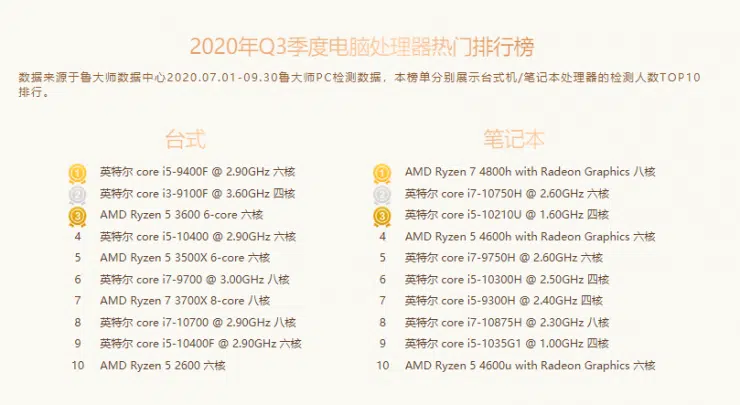 2020年Q3季度电脑处理器热门排行榜
数据来源于鲁大师数据中心2020.07.01-09.30鲁大师PC检测数据，本榜单分别展示台式机/笔记本处理器的检测人数TOP10
排行。
台式
1 英特尔 core i5-9400F @ 2.90GHz 六核
2 英特尔 core i3-9100F @ 3.60GHz 四核
3 AMD Ryzen 5 3600 6-core 六核
4 英特尔 core i5-10400 @ 2.90GHz 六核
5 AMD Ryzen 5 3500X 6-core 六核
6 英特尔 core i7-9700 @ 3.00GHz 八核
7 AMD Ryzen 7 3700X 8-core 八核
8 英特尔 core i7-10700 @ 2.90GHz 八核
9 英特尔 core i5-10400F @ 2.90GHz 六核
10 AMD Ryzen 5 2600 六核
笔记本
1 AMD Ryzen 7 4800h with Radeon Graphics 八核
2 英特尔 core i7-10750H @ 2.60GHz 六核
3 英特尔 core i5-10210U @ 1.60GHz 四核
4 AMD Ryzen 5 4600h with Radeon Graphics 六核
5 英特尔 core i7-9750H @ 2.60GHz 六核
6 英特尔 core i5-10300H @ 2.50GHz 四核
7 英特尔 core i5-9300H @ 2.40GHz 四核
8 英特尔 core i7-10875H @ 2.30GHz 八核
9 英特尔 core i5-1035G1 @ 1.00GHz 四核
10 AMD Ryzen 5 4600u with Radeon Graphics 六核